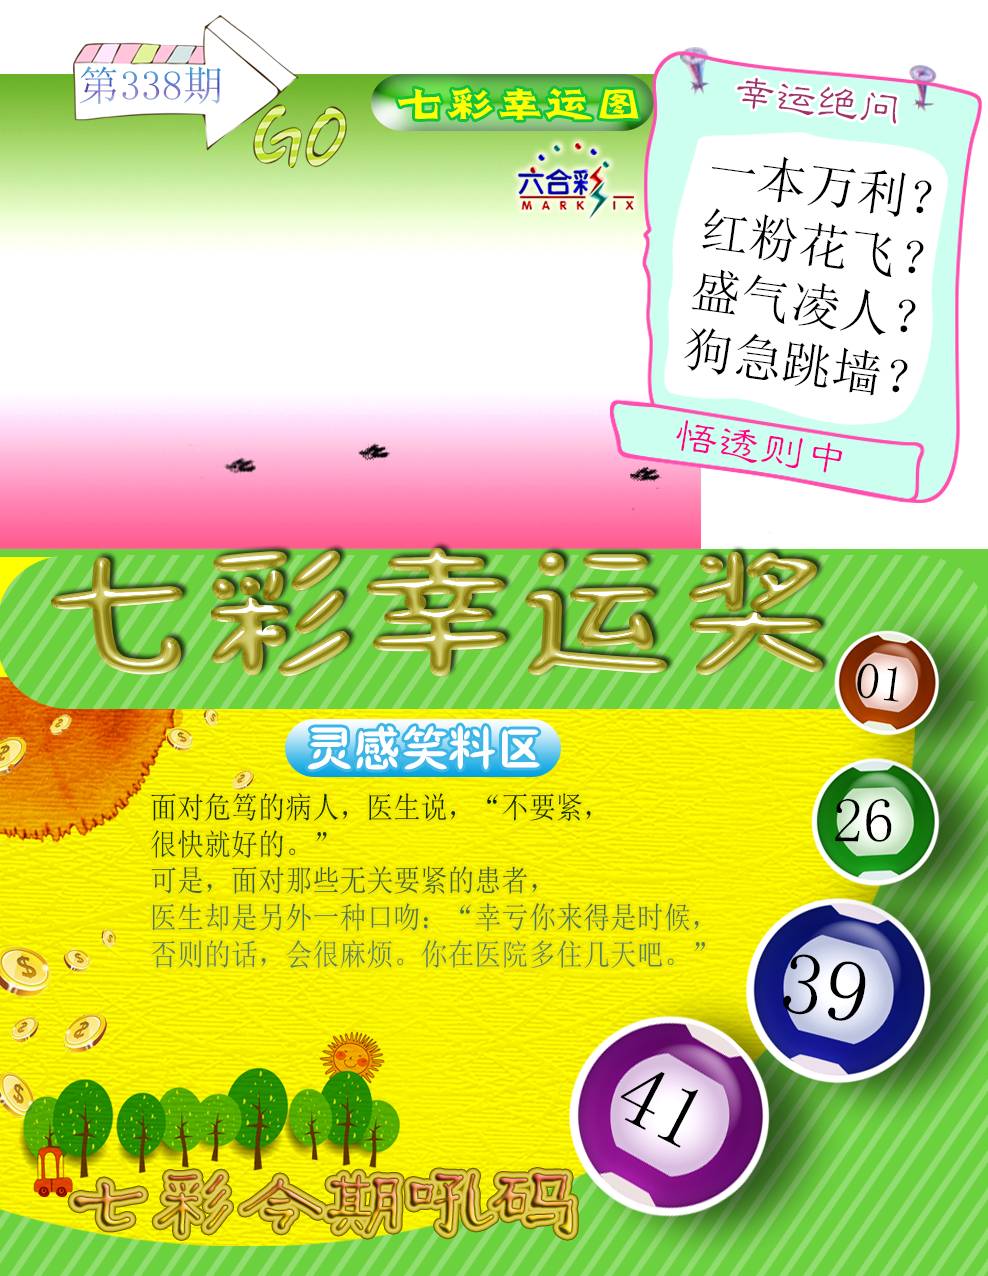 第338期
GO
七彩幸运图
六合彩
MARK SIX
幸运绝问
一本万利？
红粉花飞？
盛气凌人？
狗急跳墙？
悟透则中
七彩幸运奖
01
灵感笑料区
面对危笃的病人，医生说，“不要紧，
很快就好的。”
可是，面对那些无关要紧的患者，
医生却是另外一种口吻：“幸亏你来得是时候，
否则的话，会很麻烦。你在医院多住几天吧。”
26
39
41
七彩今期吼码